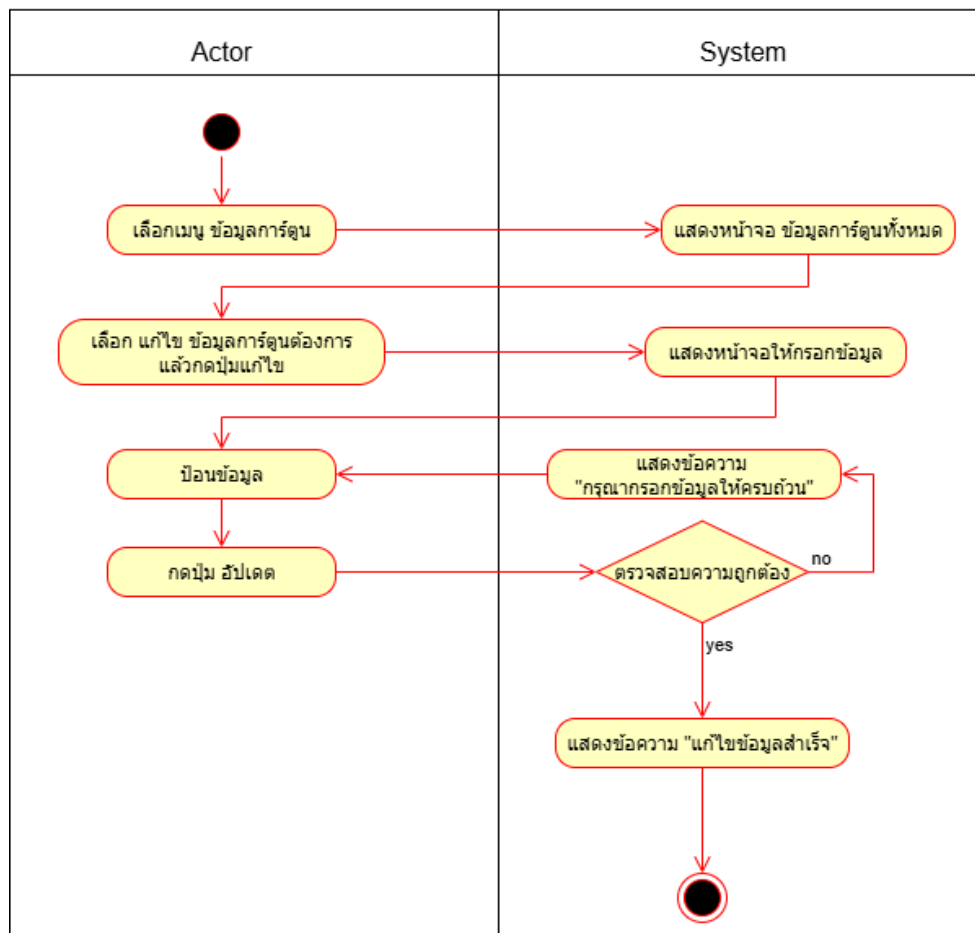 Actor
System
เลือกเมนู ข้อมูลการ์ตูน
แสดงหน้าจอ ข้อมูลการ์ตูนทั้งหมด
เลือก แก้ไข ข้อมูลการ์ตูนต้องการ
แล้วกดปุ่มแก้ไข
แสดงหน้าจอให้กรอกข้อมูล
ป้อนข้อมูล
แสดงข้อความ
"กรุณากรอกข้อมูลให้ครบถ้วน"
กดปุ่ม อัปเดต
ตรวจสอบความถูกต้อง
no
yes
แสดงข้อความ "แก้ไขข้อมูลสำเร็จ"